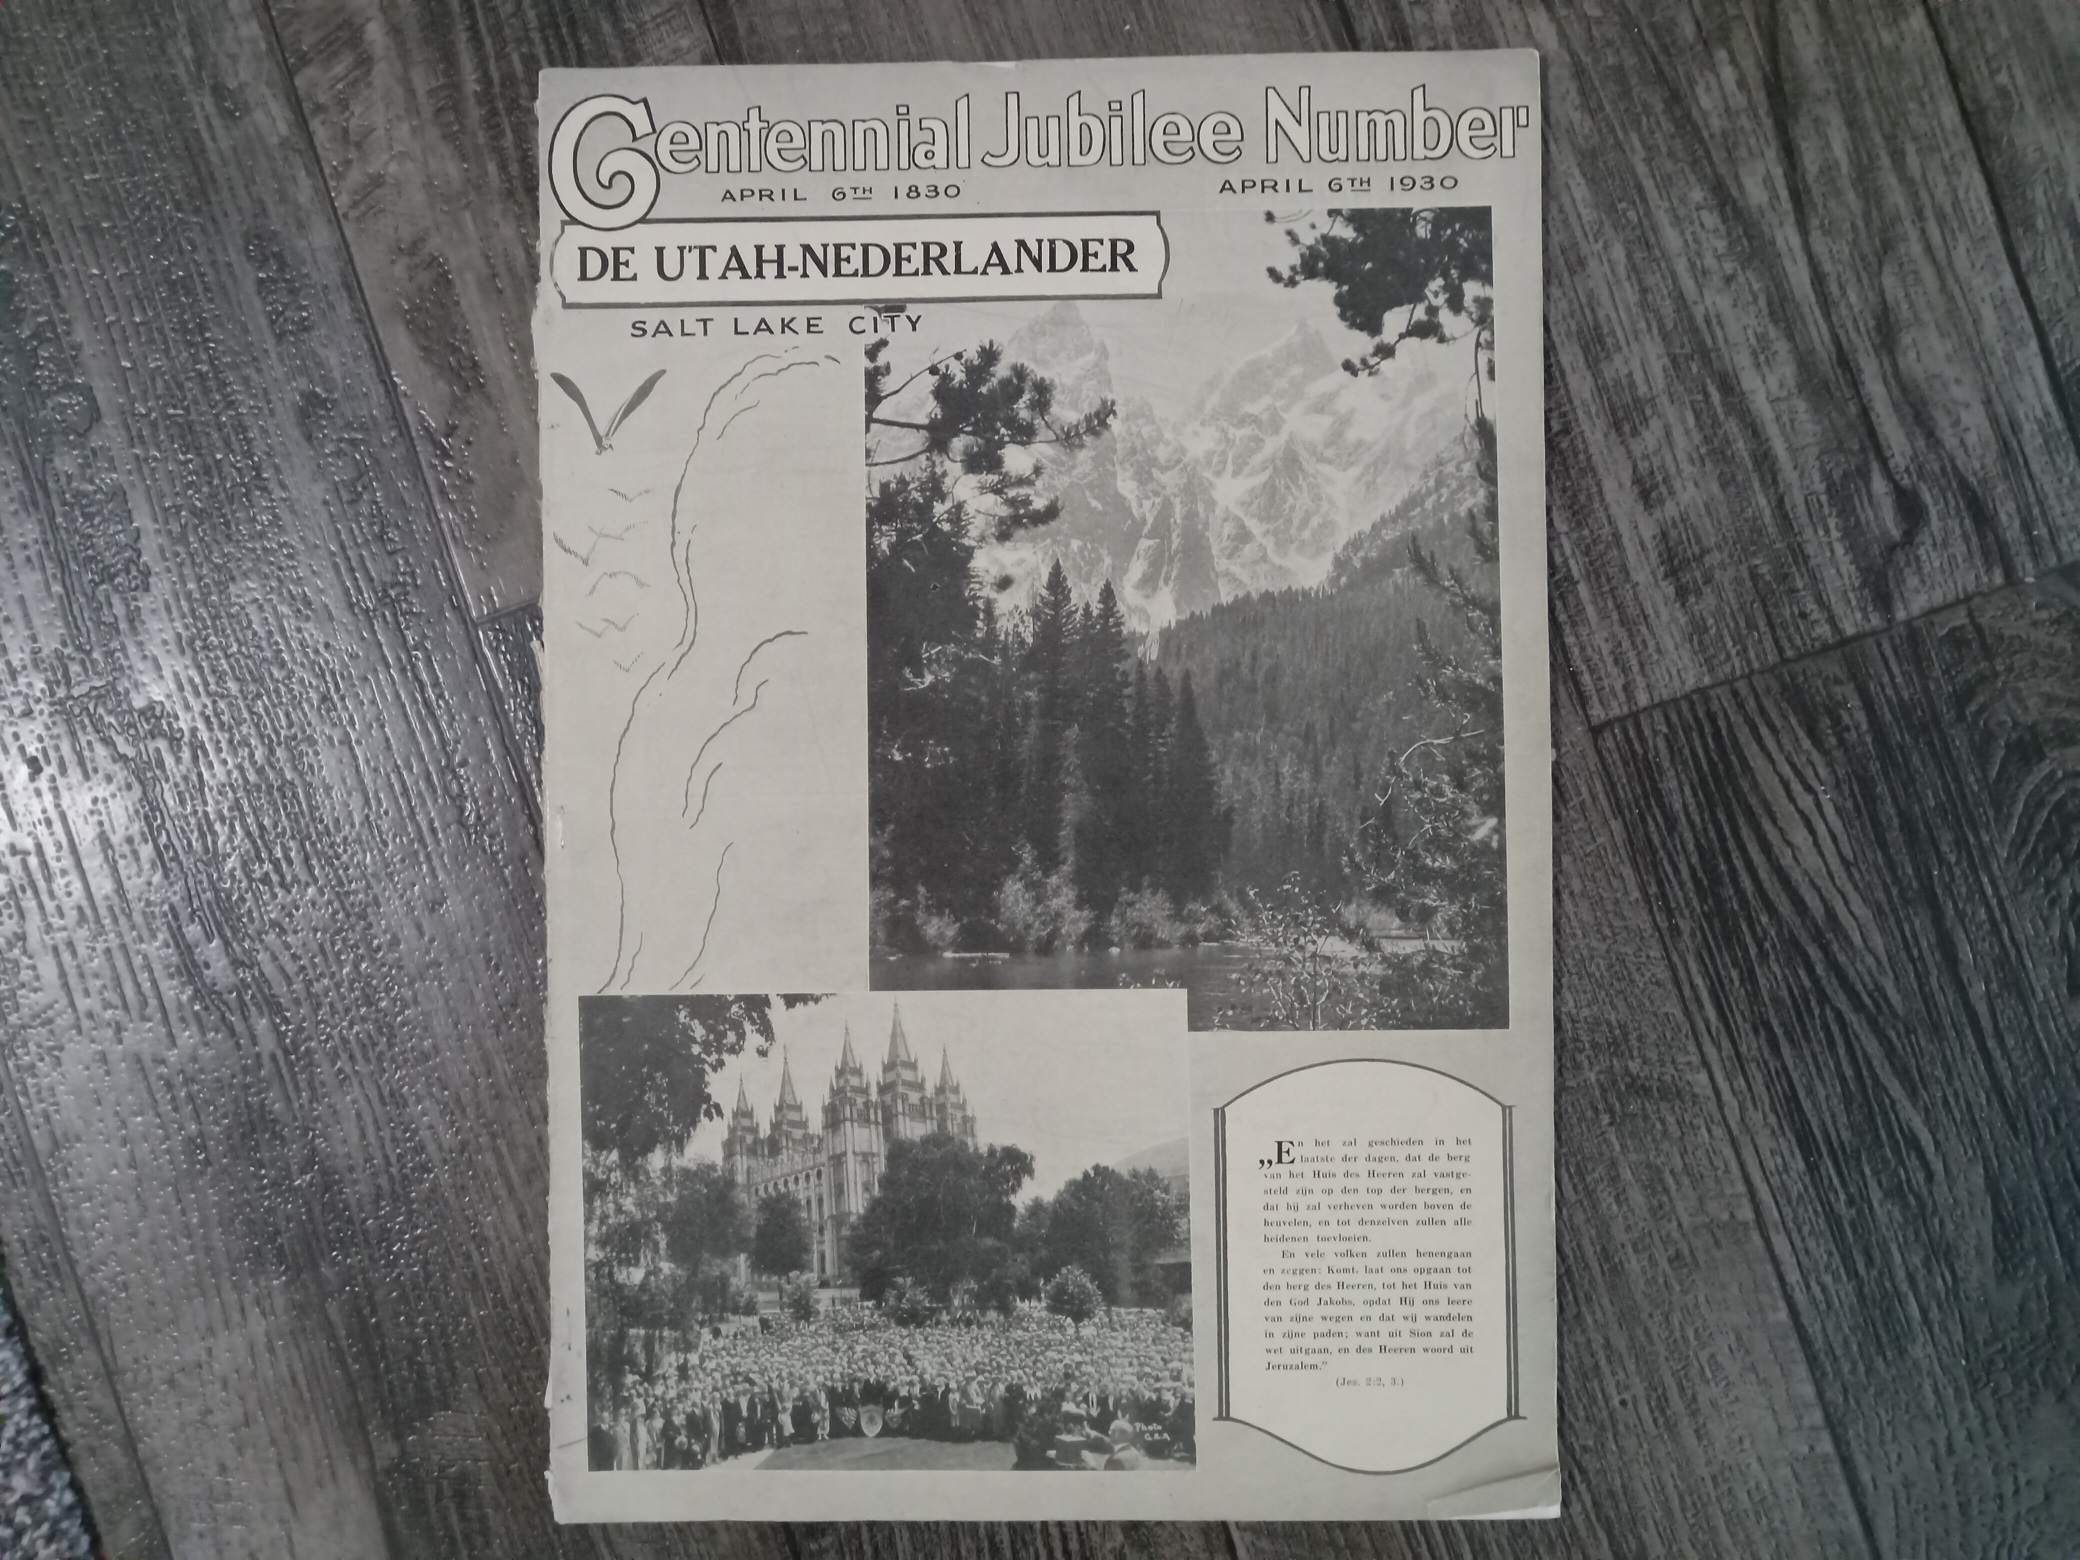 Centennial Jubilee Number
APRIL 6TH 1830 APRIL 6TH 1930
DE UTAH-NEDERLANDER
SALT LAKE CITY
„En het zal geschieden in het
laatste der dagen, dat de berg
van het Huis des Heeren zal vastge-
steld zijn op den top der bergen, en
dat hij zal verheven worden boven de
heuvelen, en tot denzelven zullen alle
heidenen toevloeien.
En vele volken zullen henengaan
en zeggen: Komt. laat ons opgaan tot
den berg des Heeren, tot het Huis van
den God Jakobs, opdat Hij ons leere
van zijne wegen en dat wij wandelen
in zijne paden; want uit Sion zal de
wet uitgaan, en des Heeren woord uit
Jeruzalem.”
(Jes. 2:2, 3.)
Photo